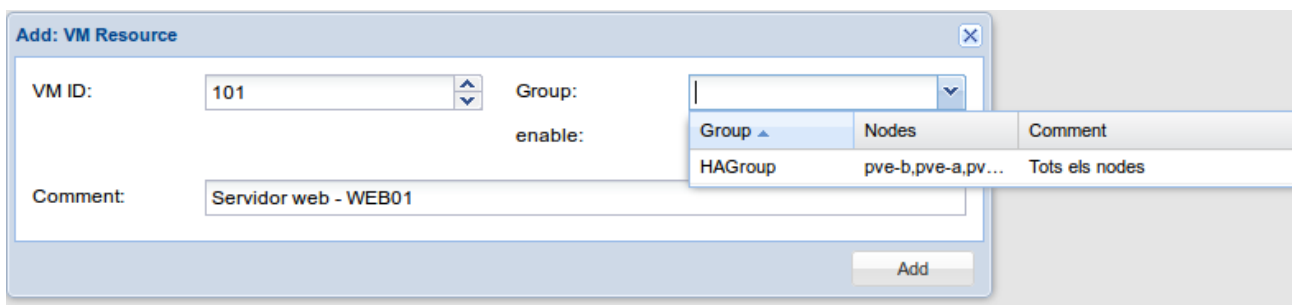 Add: VM Resource
VM ID: 101 Group:
enable:
Group Nodes Comment
HAGroup pve-b,pve-a,pv... Tots els nodes
Comment: Servidor web - WEB01
Add